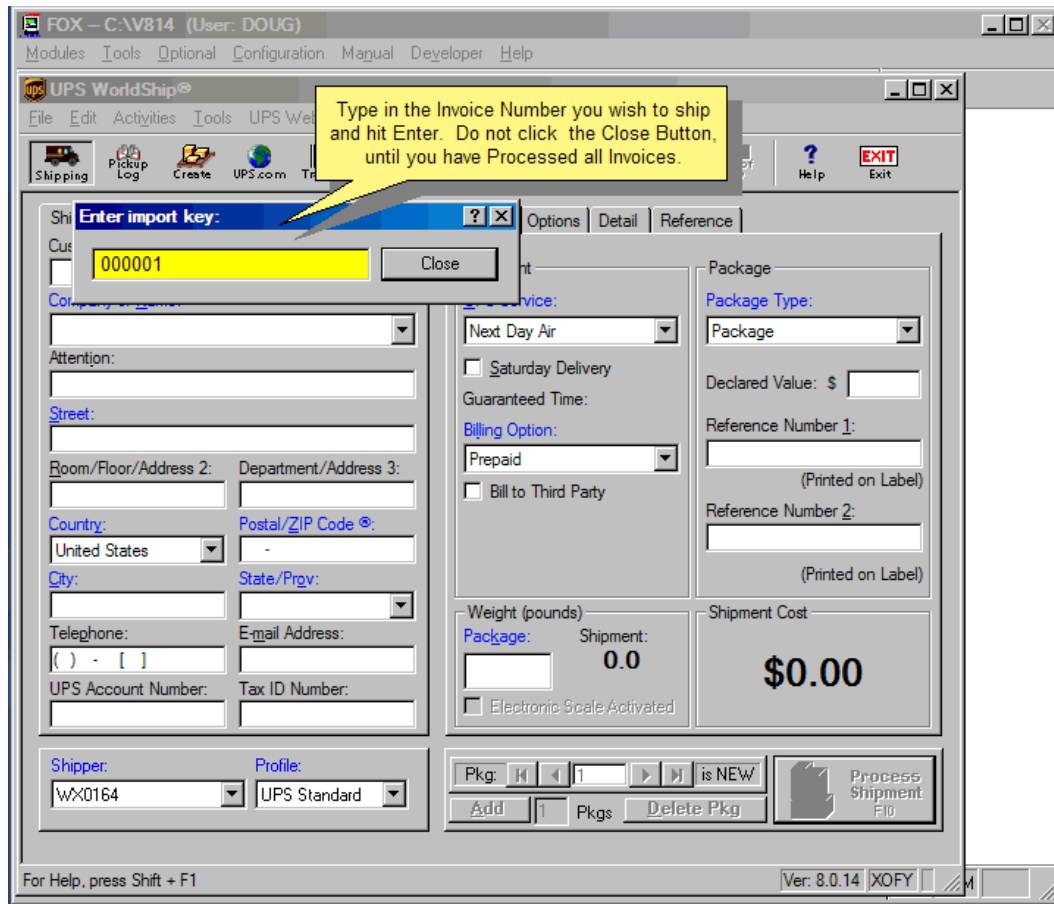 FOX – C:\V814 (User: DOUG)
Modules Tools Optional Configuration Manual Developer Help
UPS WorldShip®
File Edit Activities Tools UPS Web
Type in the Invoice Number you wish to ship
and hit Enter. Do not click the Close Button,
until you have Processed all Invoices.
Shipping
Pickup Log
Create
UPS.com
Help
EXIT
Exit
Enter import key:
Options Detail Reference
000001
Close
Package
Package Type:
Next Day Air
Package
Attention:
Saturday Delivery
Declared Value: $
Guaranteed Time:
Street:
Billing Option:
Reference Number 1:
Prepaid
Room/Floor/Address 2: Department/Address 3:
(Printed on Label)
Bill to Third Party
Reference Number 2:
Country: Postal/ZIP Code ®:
United States -
City: State/Prov:
(Printed on Label)
Weight (pounds)
Shipment Cost
Telephone: E-mail Address:
Package: Shipment:
( ) - [ ]
0.0
$0.00
UPS Account Number: Tax ID Number:
Electronic Scale Activated
Shipper: Profile:
WX0164 UPS Standard
Pkg: 1 is NEW
Add 1 Pkgs Delete Pkg
Process
Shipment
F10
For Help, press Shift + F1
Ver: 8.0.14 XOFY